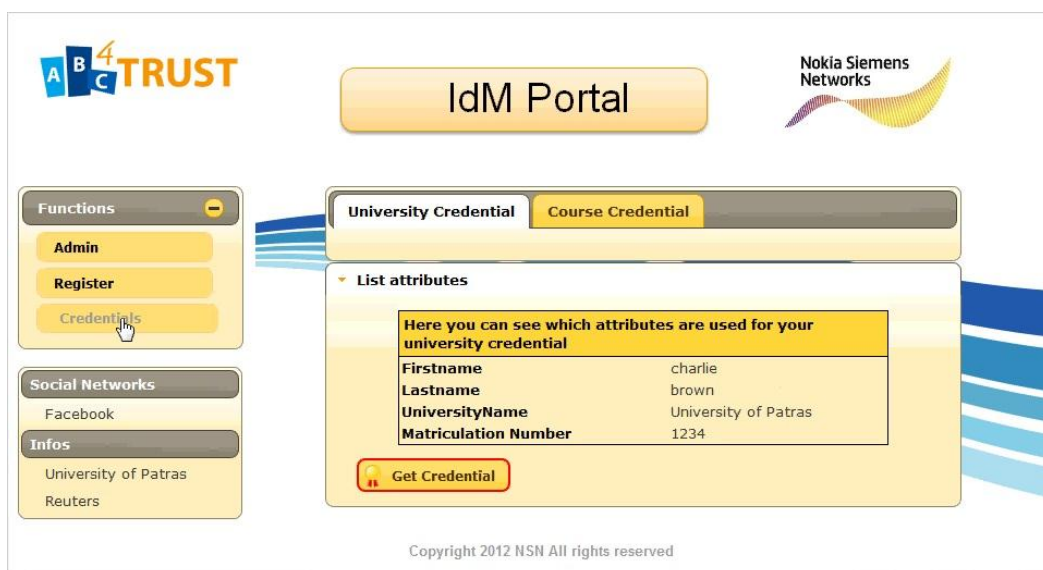 ABC4TRUST
IdM Portal
Nokia Siemens
Networks
Functions
Admin
Register
Credentials
Social Networks
Facebook
Infos
University of Patras
Reuters
University Credential
Course Credential
List attributes
Here you can see which attributes are used for your
university credential
Firstname charlie
Lastname brown
UniversityName University of Patras
Matriculation Number 1234
Get Credential
Copyright 2012 NSN All rights reserved